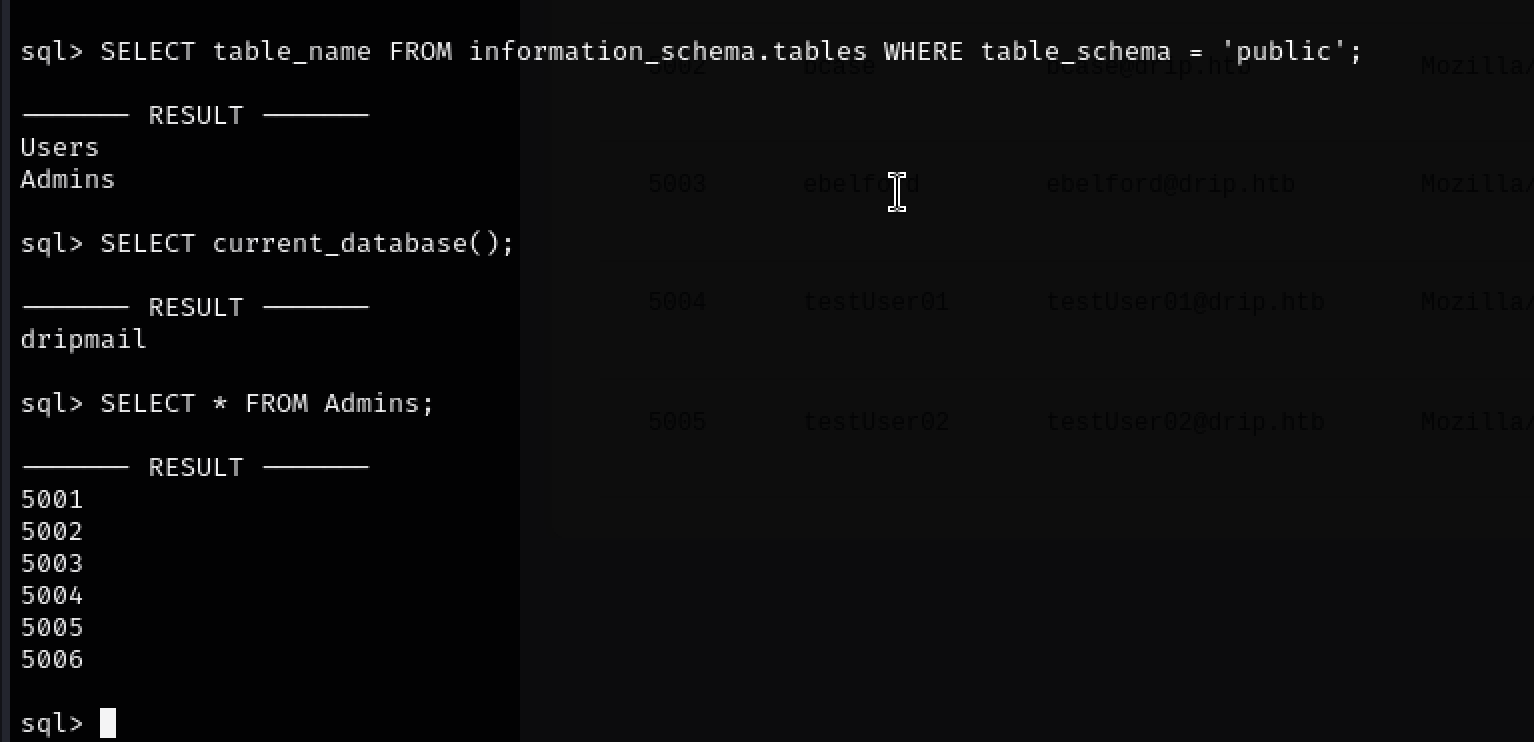 sql> SELECT table_name FROM information_schema.tables WHERE table_schema = 'public';
5002 bcase bcase@drip.htb Mozilla/
─────── RESULT ───────
Users
Admins
5003 ebelford ebelford@drip.htb Mozilla/
sql> SELECT current_database();
─────── RESULT ───────
5004 testUser01 testUser01@drip.htb Mozilla/
dripmail
sql> SELECT * FROM Admins;
5005 testUser02 testUser02@drip.htb Mozilla/
─────── RESULT ───────
5001
5002
5003
5004
5005
5006
sql>